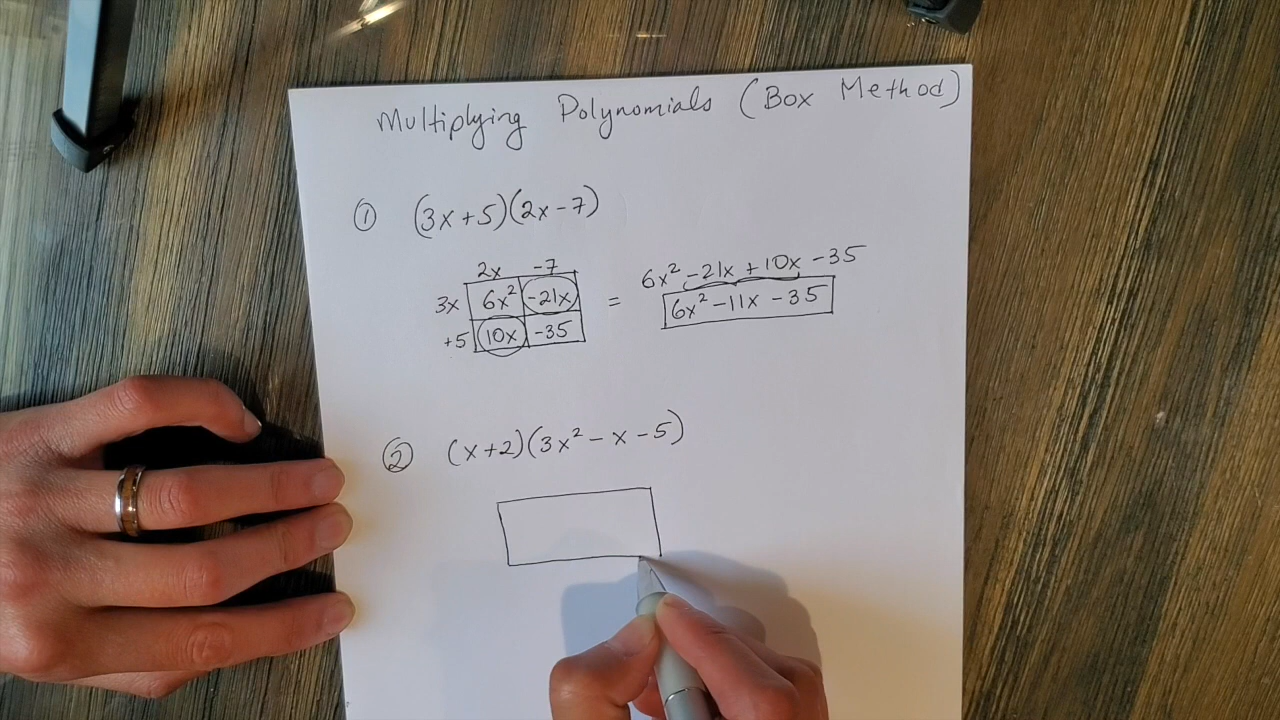 Multiplying Polynomials (Box Method)
① (3x+5)(2x-7)
2x -7
3x 6x² -21x
+5 10x -35
= 6x² -21x +10x -35
6x² -11x -35
② (x+2)(3x² - x - 5)